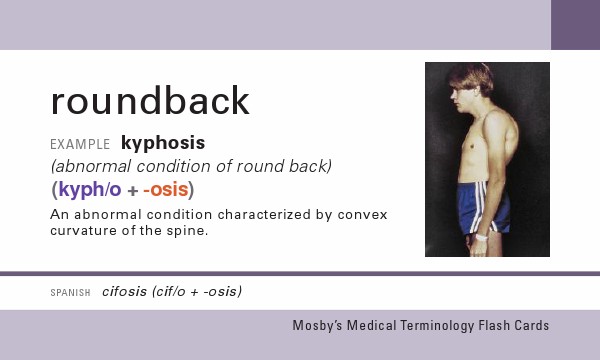 roundback
EXAMPLE kyphosis
(abnormal condition of round back)
(kyph/o + -osis)
An abnormal condition characterized by convex
curvature of the spine.
SPANISH cifosis (cif/o + -osis)
Mosby's Medical Terminology Flash Cards